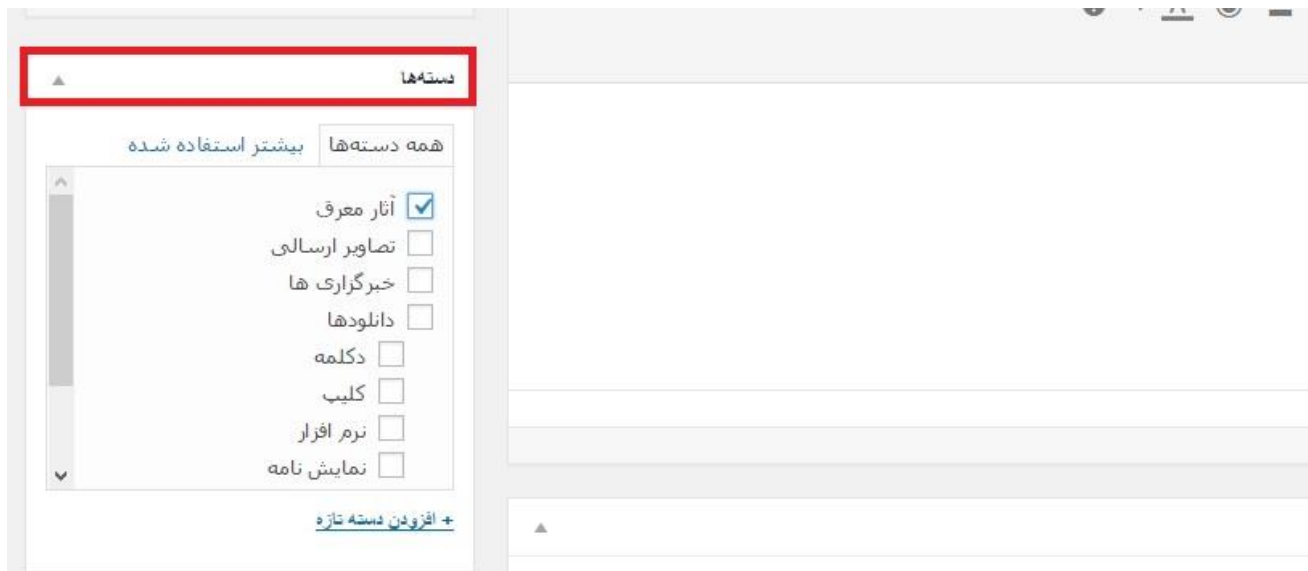 دسته‌ها
همه دسته‌ها بیشتر استفاده شده
آثار معرق
تصاویر ارسالی
خبرگزاری ها
دانلودها
دکلمه
کلیپ
نرم افزار
نمایش نامه
+ افزودن دسته تازه